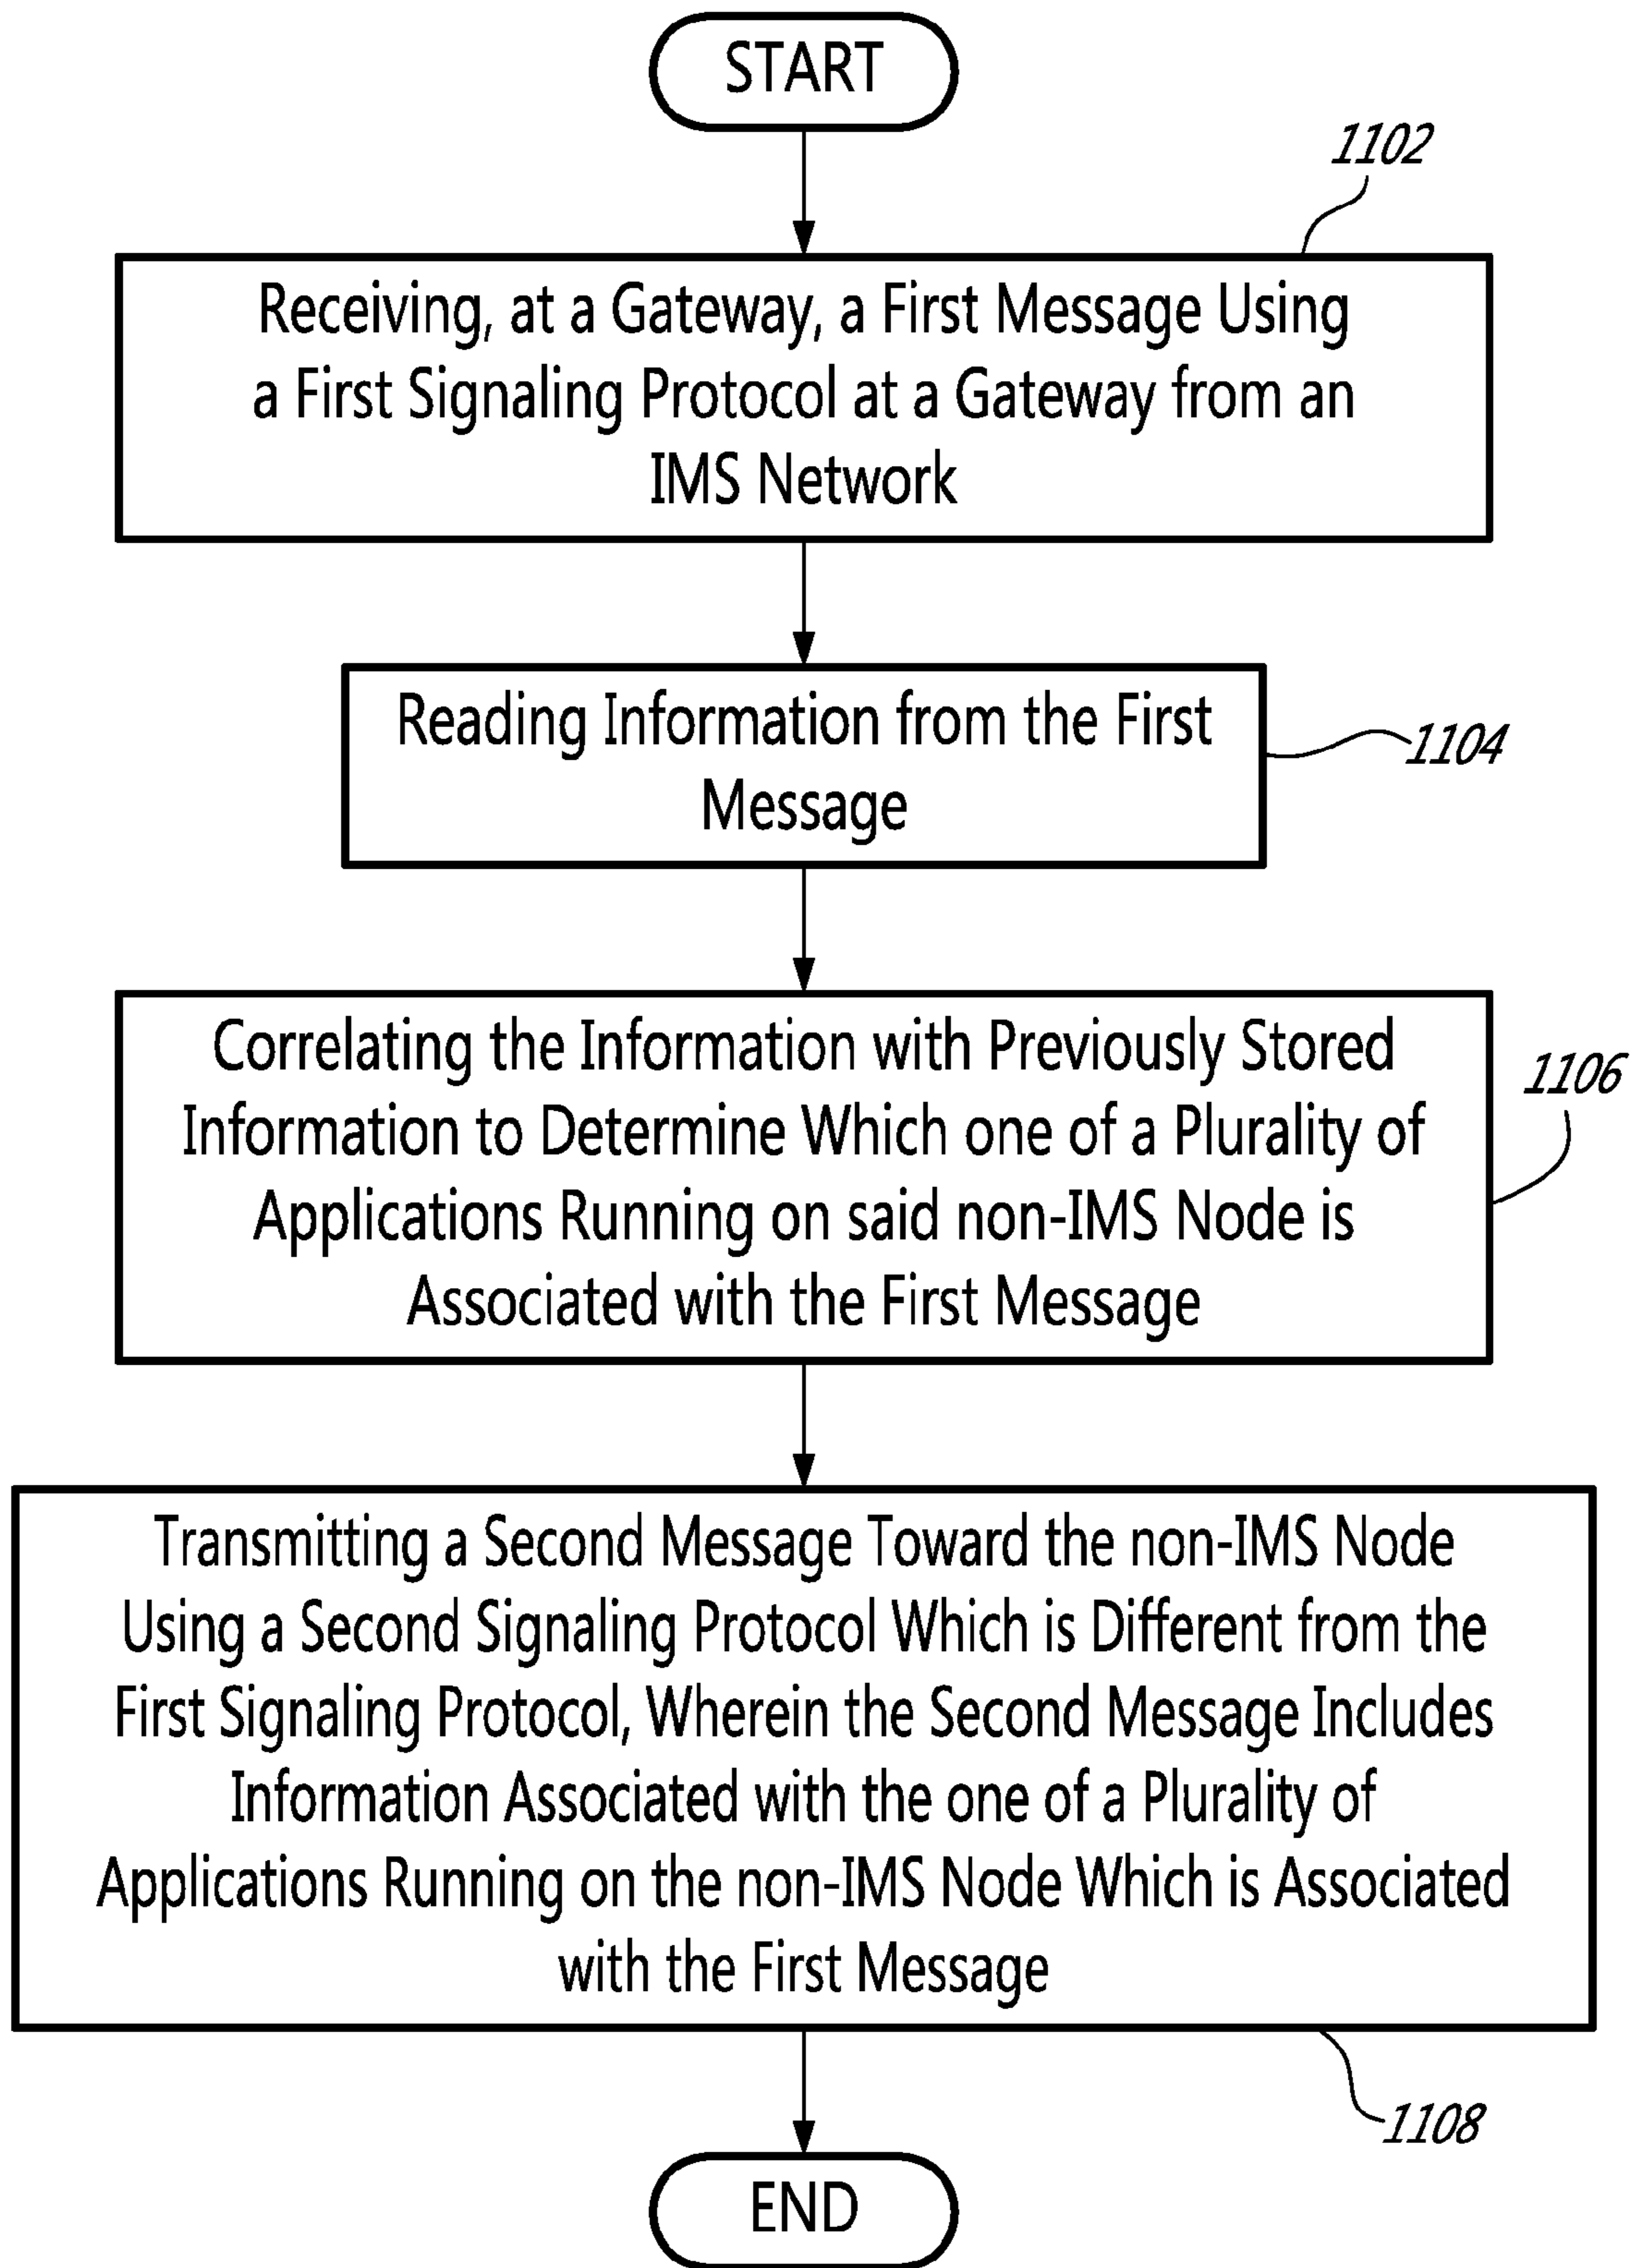 START
1102
Receiving, at a Gateway, a First Message Using
a First Signaling Protocol at a Gateway from an
IMS Network
Reading Information from the First
Message
1104
Correlating the Information with Previously Stored
Information to Determine Which one of a Plurality of
Applications Running on said non-IMS Node is
Associated with the First Message
1106
Transmitting a Second Message Toward the non-IMS Node
Using a Second Signaling Protocol Which is Different from the
First Signaling Protocol, Wherein the Second Message Includes
Information Associated with the one of a Plurality of
Applications Running on the non-IMS Node Which is Associated
with the First Message
1108
END